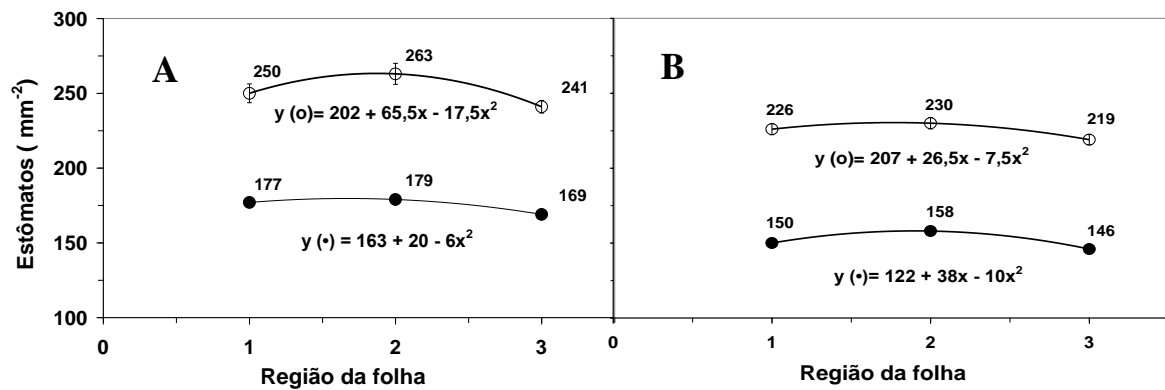 300
250
200
150
100
Estômatos ( mm-2)
A
250
263
241
y (o)= 202 + 65,5x - 17,5x2
177
179
169
y (•) = 163 + 20 - 6x2
0
1
2
3
Região da folha
B
226
230
219
y (o)= 207 + 26,5x - 7,5x2
150
158
146
y (•)= 122 + 38x - 10x2
0
1
2
3
Região da folha